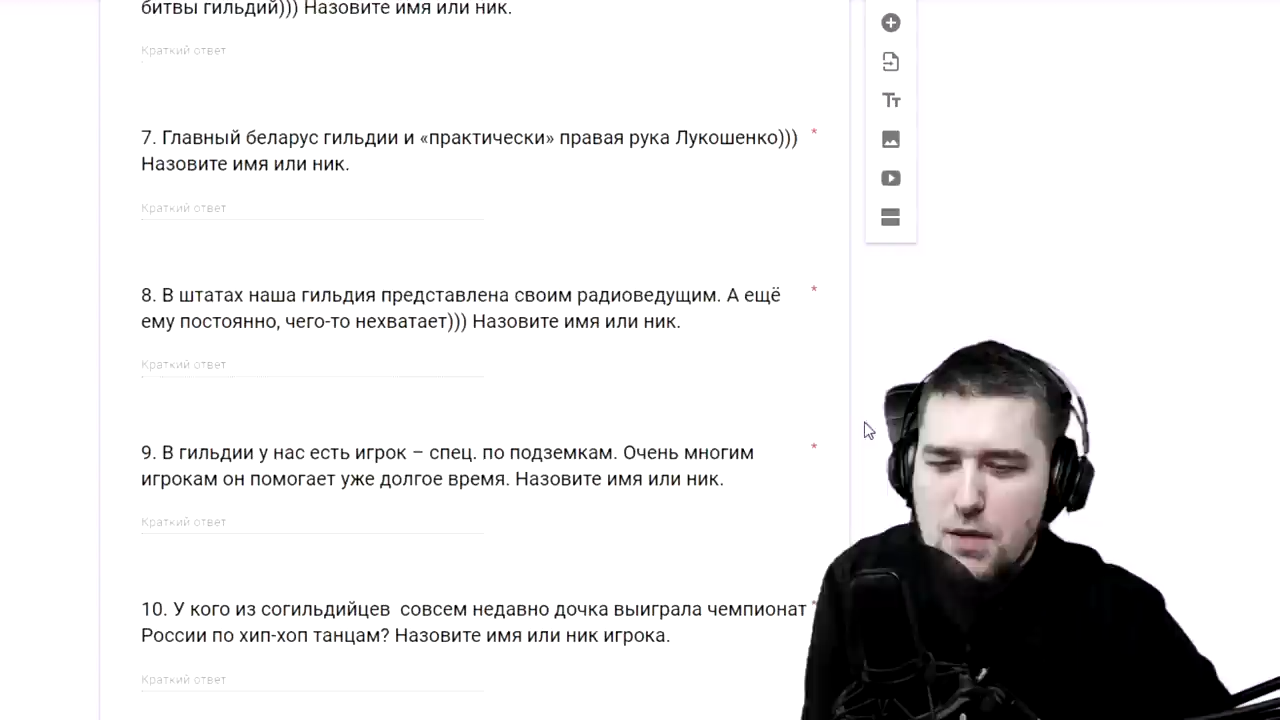 битвы гильдий))) Назовите имя или ник.
Краткий ответ
7. Главный беларус гильдии и «практически» правая рука Лукошенко))) *
Назовите имя или ник.
Краткий ответ
8. В штатах наша гильдия представлена своим радиоведущим. А ещё *
ему постоянно, чего-то нехватает))) Назовите имя или ник.
Краткий ответ
9. В гильдии у нас есть игрок – спец. по подземкам. Очень многим *
игрокам он помогает уже долгое время. Назовите имя или ник.
Краткий ответ
10. У кого из согильдийцев совсем недавно дочка выиграла чемпионат *
России по хип-хоп танцам? Назовите имя или ник игрока.
Краткий ответ
Тт